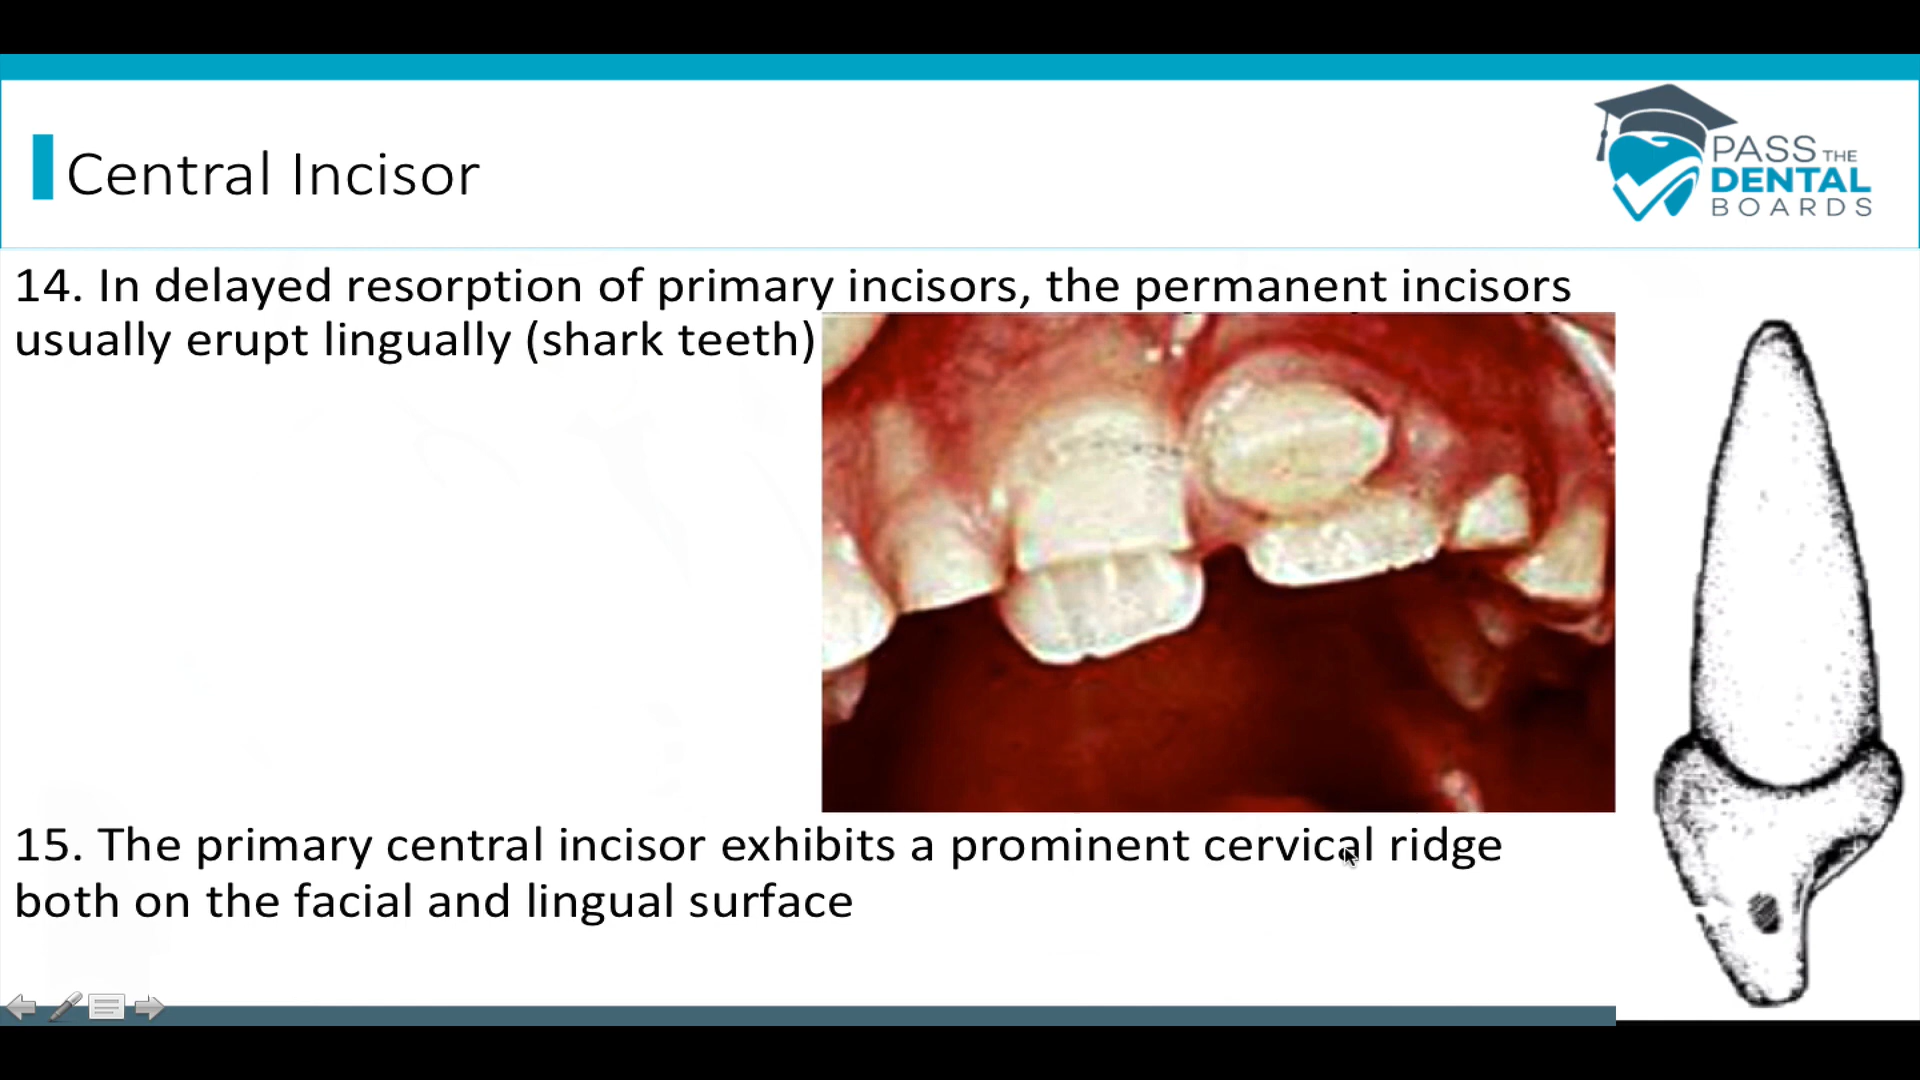 Central Incisor
PASS THE
DENTAL
BOARDS
14. In delayed resorption of primary incisors, the permanent incisors
usually erupt lingually (shark teeth)
15. The primary central incisor exhibits a prominent cervical ridge
both on the facial and lingual surface